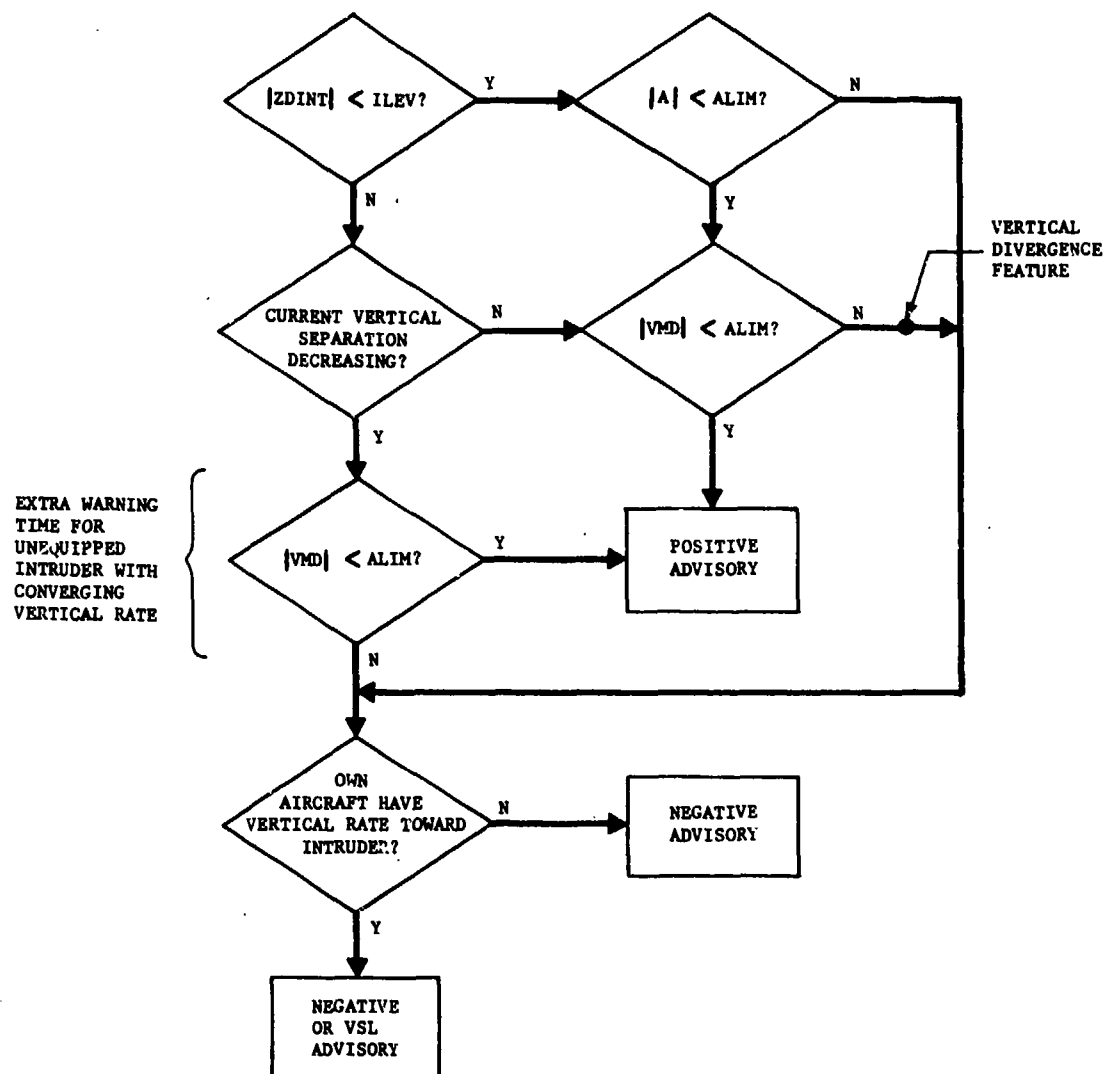 |ZDINT| < ILEV?
Y
|A| < ALIM?
N
N
Y
VERTICAL
DIVERGENCE
FEATURE
CURRENT VERTICAL
SEPARATION
DECREASING?
N
|VMD| < ALIM?
N
Y
Y
EXTRA WARNING
TIME FOR
UNEQUIPPED
INTRUDER WITH
CONVERGING
VERTICAL RATE
|VMD| < ALIM?
Y
POSITIVE
ADVISORY
N
OWN
AIRCRAFT HAVE
VERTICAL RATE TOWARD
INTRUDER?
N
NEGATIVE
ADVISORY
Y
NEGATIVE
OR VSL
ADVISORY